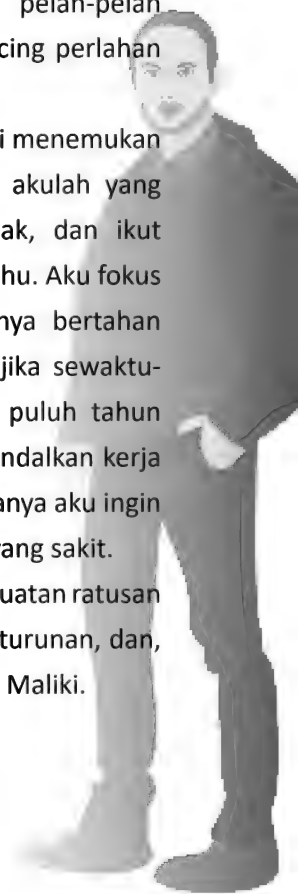 pelan-pelan
cing perlahan
i menemukan
akulah yang
ak, dan ikut
hu. Aku fokus
nya bertahan
jika sewaktu-
puluh tahun
ndalkan kerja
anya aku ingin
rang sakit.
uatan ratusan
turunan, dan,
Maliki.